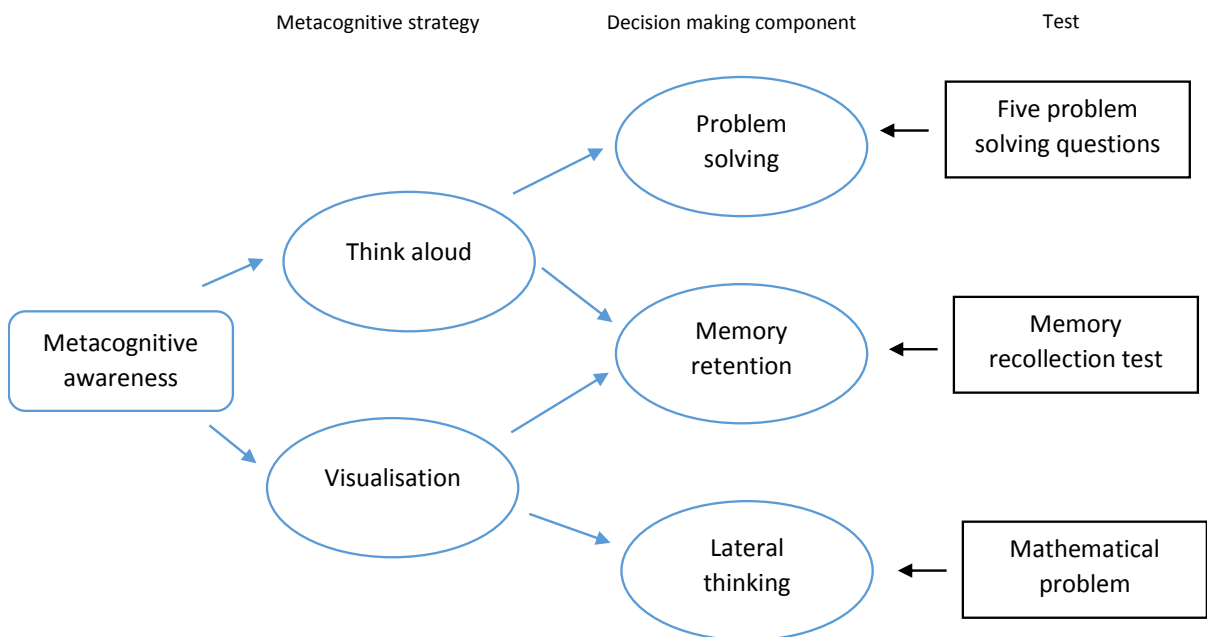 Metacognitive strategy
Decision making component
Test
Problem
solving
Five problem
solving questions
Think aloud
Metacognitive
awareness
Memory
retention
Memory
recollection test
Visualisation
Lateral
thinking
Mathematical
problem